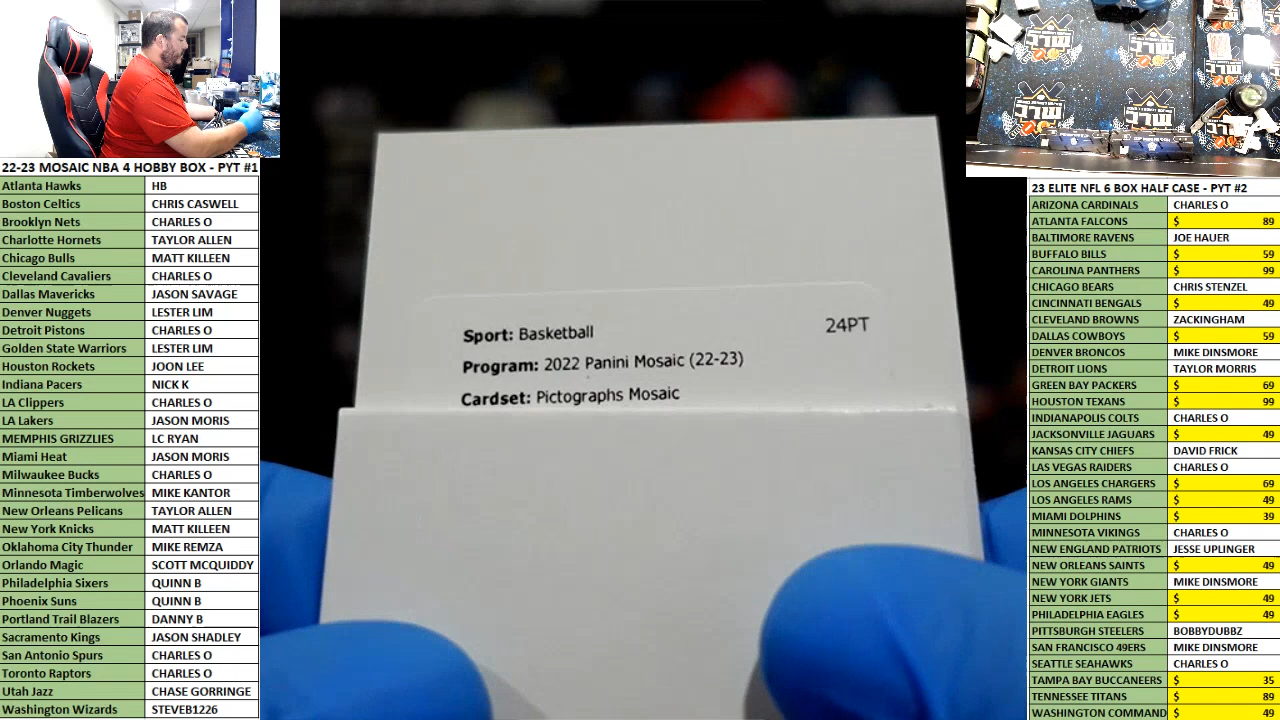 22-23 MOSAIC NBA 4 HOBBY BOX - PYT #1
Atlanta Hawks HB
Boston Celtics CHRIS CASWELL
Brooklyn Nets CHARLES O
Charlotte Hornets TAYLOR ALLEN
Chicago Bulls MATT KILLEEN
Cleveland Cavaliers CHARLES O
Dallas Mavericks JASON SAVAGE
Denver Nuggets LESTER LIM
Detroit Pistons CHARLES O
Golden State Warriors LESTER LIM
Houston Rockets JOON LEE
Indiana Pacers NICK K
LA Clippers CHARLES O
LA Lakers JASON MORIS
MEMPHIS GRIZZLIES LC RYAN
Miami Heat JASON MORIS
Milwaukee Bucks CHARLES O
Minnesota Timberwolves MIKE KANTOR
New Orleans Pelicans TAYLOR ALLEN
New York Knicks MATT KILLEEN
Oklahoma City Thunder MIKE REMZA
Orlando Magic SCOTT MCQUIDDY
Philadelphia Sixers QUINN B
Phoenix Suns QUINN B
Portland Trail Blazers DANNY B
Sacramento Kings JASON SHADLEY
San Antonio Spurs CHARLES O
Toronto Raptors CHARLES O
Utah Jazz CHASE GORRINGE
Washington Wizards STEVEB1226
Sport: Basketball 24PT
Program: 2022 Panini Mosaic (22-23)
Cardset: Pictographs Mosaic
23 ELITE NFL 6 BOX HALF CASE - PYT #2
ARIZONA CARDINALS CHARLES O
ATLANTA FALCONS $ 89
BALTIMORE RAVENS JOE HAUER
BUFFALO BILLS $ 59
CAROLINA PANTHERS $ 99
CHICAGO BEARS CHRIS STENZEL
CINCINNATI BENGALS $ 49
CLEVELAND BROWNS ZACKINGHAM
DALLAS COWBOYS $ 59
DENVER BRONCOS MIKE DINSMORE
DETROIT LIONS TAYLOR MORRIS
GREEN BAY PACKERS $ 69
HOUSTON TEXANS $ 99
INDIANAPOLIS COLTS CHARLES O
JACKSONVILLE JAGUARS $ 49
KANSAS CITY CHIEFS DAVID FRICK
LAS VEGAS RAIDERS CHARLES O
LOS ANGELES CHARGERS $ 69
LOS ANGELES RAMS $ 49
MIAMI DOLPHINS $ 39
MINNESOTA VIKINGS CHARLES O
NEW ENGLAND PATRIOTS JESSE UPLINGER
NEW ORLEANS SAINTS $ 49
NEW YORK GIANTS MIKE DINSMORE
NEW YORK JETS $ 49
PHILADELPHIA EAGLES $ 49
PITTSBURGH STEELERS BOBBYDUBBZ
SAN FRANCISCO 49ERS MIKE DINSMORE
SEATTLE SEAHAWKS CHARLES O
TAMPA BAY BUCCANEERS $ 35
TENNESSEE TITANS $ 89
WASHINGTON COMMAND $ 49